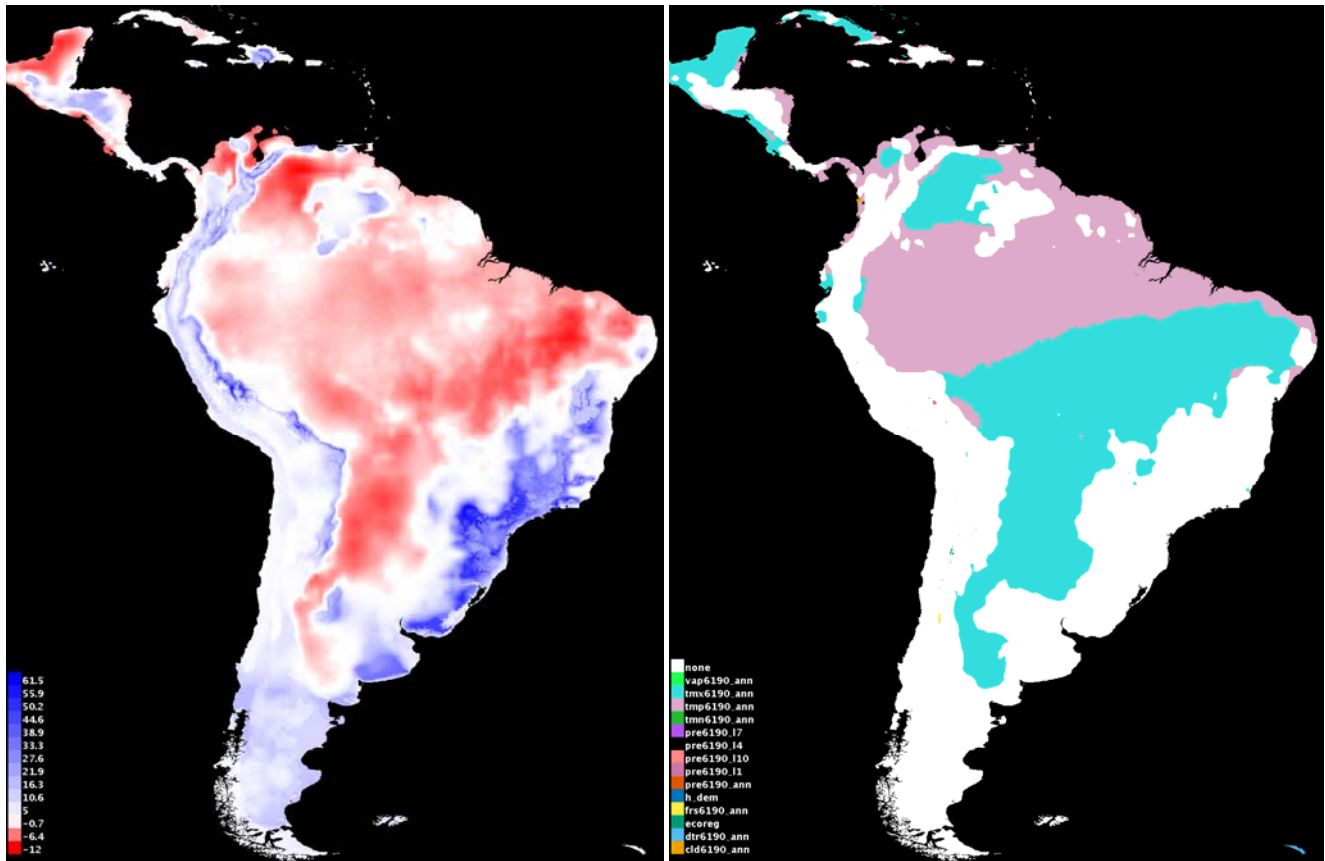 61.5
55.9
50.2
44.6
38.9
33.3
27.6
21.9
16.3
10.6
5
-0.7
-6.4
-12
none
vap6190_ann
tmx6190_ann
tmp6190_ann
tmn6190_ann
pre6190_l7
pre6190_l4
pre6190_l10
pre6190_l1
pre6190_ann
h_dem
frs6190_ann
ecoreg
dtr6190_ann
cld6190_ann